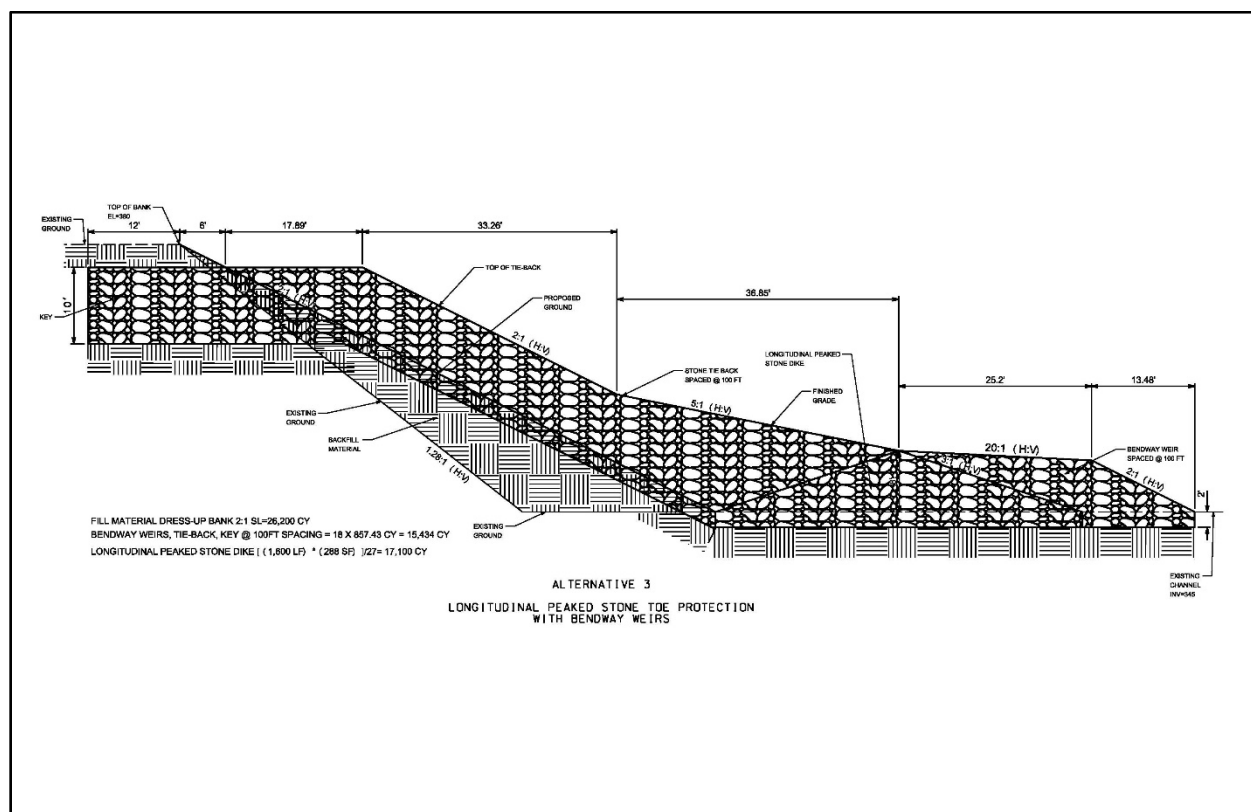 TOP OF BANK
EL=380
EXISTING
GROUND
12'
6'
17.89'
33.26'
TOP OF TIE-BACK
10'
KEY
2:1 (H:V)
PROPOSED
GROUND
36.85'
2:1 (H:V)
LONGITUDINAL PEAKED
STONE DIKE
STONE TIE BACK
SPACED @ 100 FT
FINISHED
GRADE
25.2'
13.48'
5:1 (H:V)
EXISTING
GROUND
BACKFILL
MATERIAL
1.28:1 (H:V)
20:1 (H:V)
BENDWAY WEIR
SPACED @ 100 FT
2:1 (H:V)
2'
EXISTING
GROUND
EXISTING
CHANNEL
INV=345
FILL MATERIAL DRESS-UP BANK 2:1 SL=26,200 CY
BENDWAY WEIRS, TIE-BACK, KEY @ 100FT SPACING = 18 X 857.43 CY = 15,434 CY
LONGITUDINAL PEAKED STONE DIKE [ (1,600 LF) * (288 SF) ]/27= 17,100 CY
ALTERNATIVE 3
LONGITUDINAL PEAKED STONE TOE PROTECTION
WITH BENDWAY WEIRS